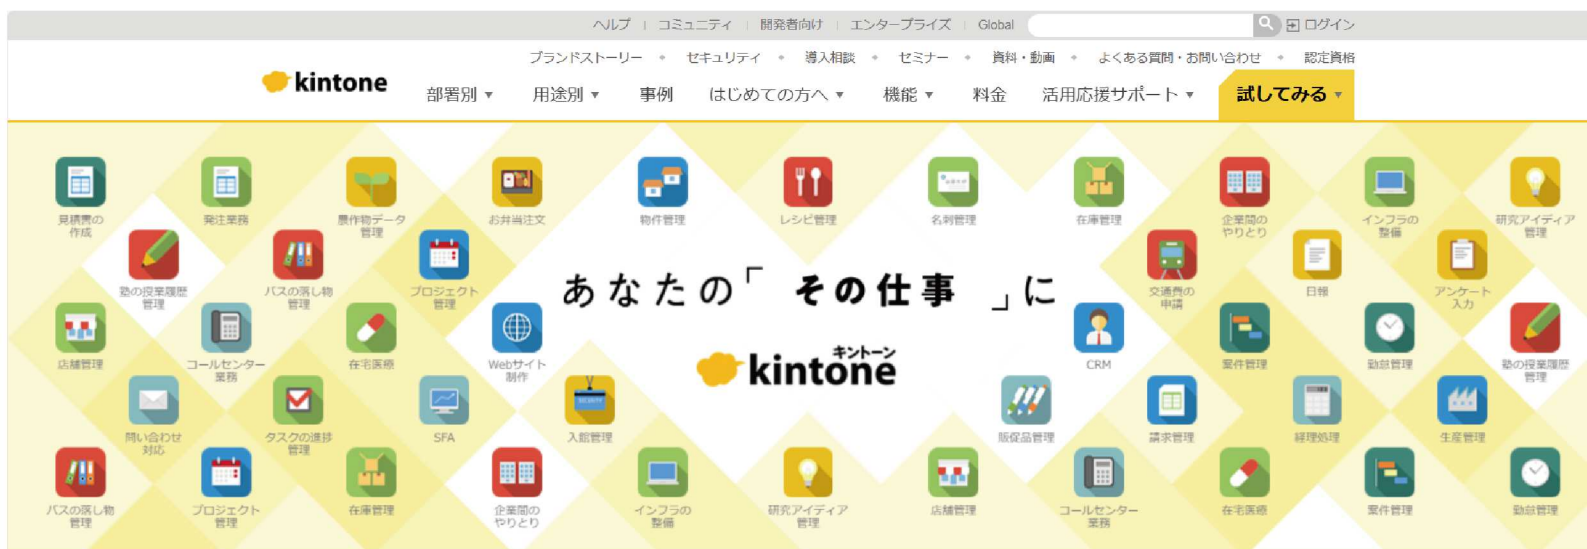 ヘルプ コミュニティ 開発者向け エンタープライズ Global ログイン
ブランドストーリー セキュリティ 導入相談 セミナー 資料・動画 よくある質問・お問い合わせ 認定資格
kintone 部署別 用途別 事例 はじめての方へ 機能 料金 活用応援サポート 試してみる
見積書の
作成
発注業務
農作物データ
管理
お弁当注文
物件管理
レシピ管理
名刺管理
在庫管理
企業間の
やりとり
インフラの
整備
研究アイディア
管理
塾の授業履歴
管理
バスの落し物
管理
プロジェクト
管理
あなたの「 その仕事 」に
交通費の
申請
日報
アンケート
入力
店舗管理
コールセンター
業務
在宅医療
Webサイト
制作
キントーン
kintone
CRM
案件管理
勤怠管理
塾の授業履歴
管理
問い合わせ
対応
タスクの進捗
管理
SFA
入館管理
販促品管理
請求管理
経理処理
生産管理
バスの落し物
管理
プロジェクト
管理
在庫管理
企業間の
やりとり
インフラの
整備
研究アイディア
管理
店舗管理
コールセンター
業務
在宅医療
案件管理
勤怠管理